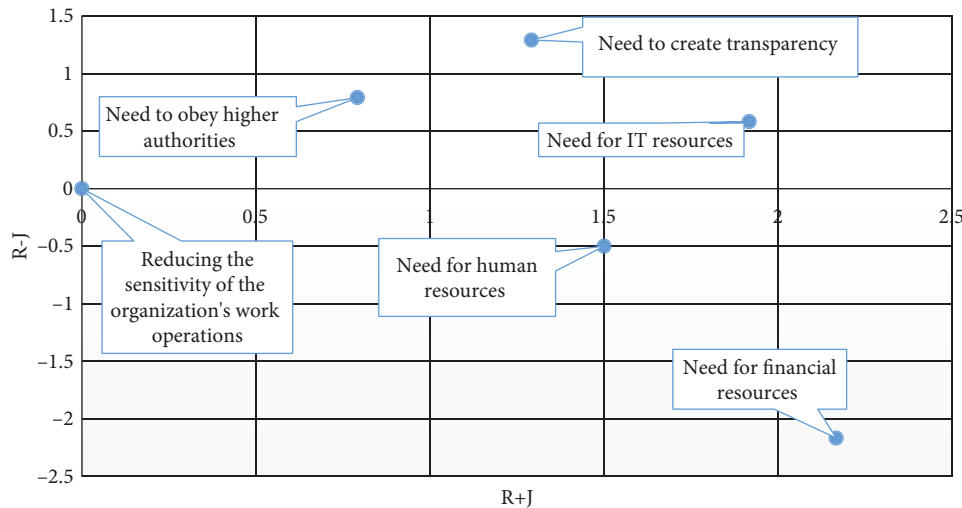 1.5
Need to create transparency
1
Need to obey higher
authorities
0.5
Need for IT resources
0
0
0.5
1
1.5
2
2.5
R-J
–0.5
Reducing the
sensitivity of the
organization's work
operations
Need for human
resources
–1
–1.5
Need for financial
resources
–2
–2.5
R+J